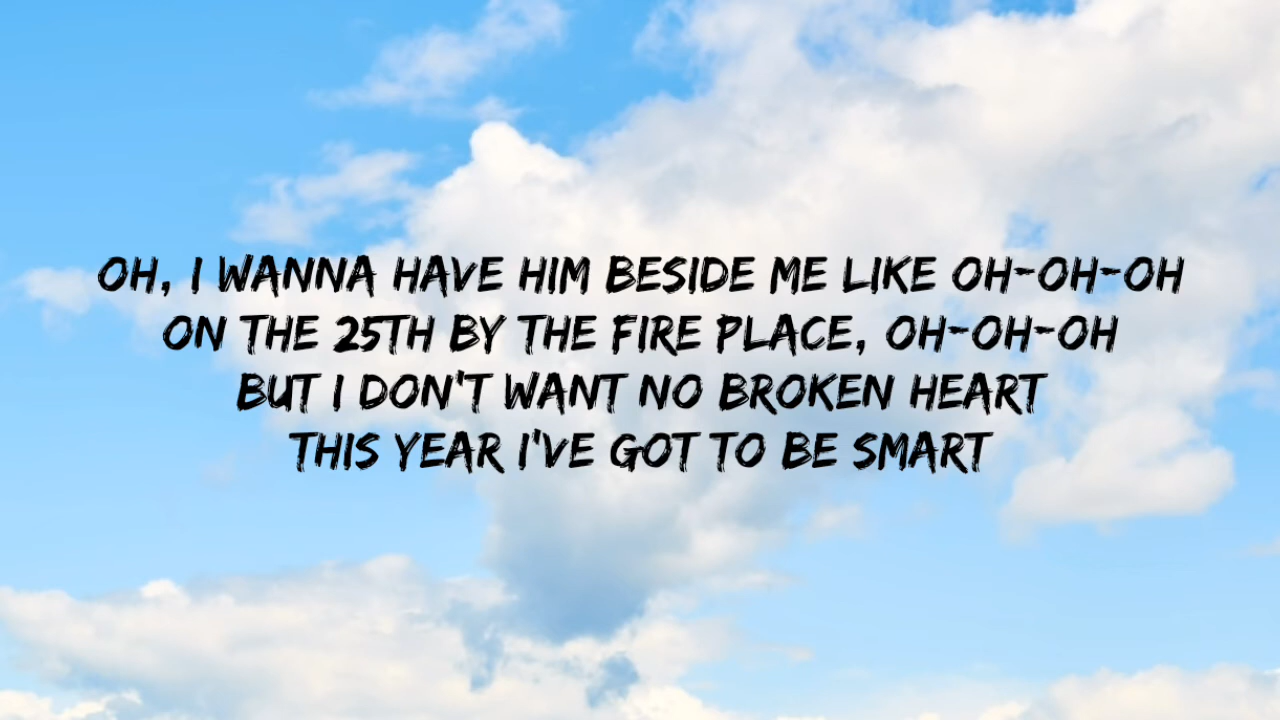 OH, I WANNA HAVE HIM BESIDE ME LIKE OH-OH-OH
ON THE 25TH BY THE FIRE PLACE, OH-OH-OH
BUT I DON'T WANT NO BROKEN HEART
THIS YEAR I'VE GOT TO BE SMART